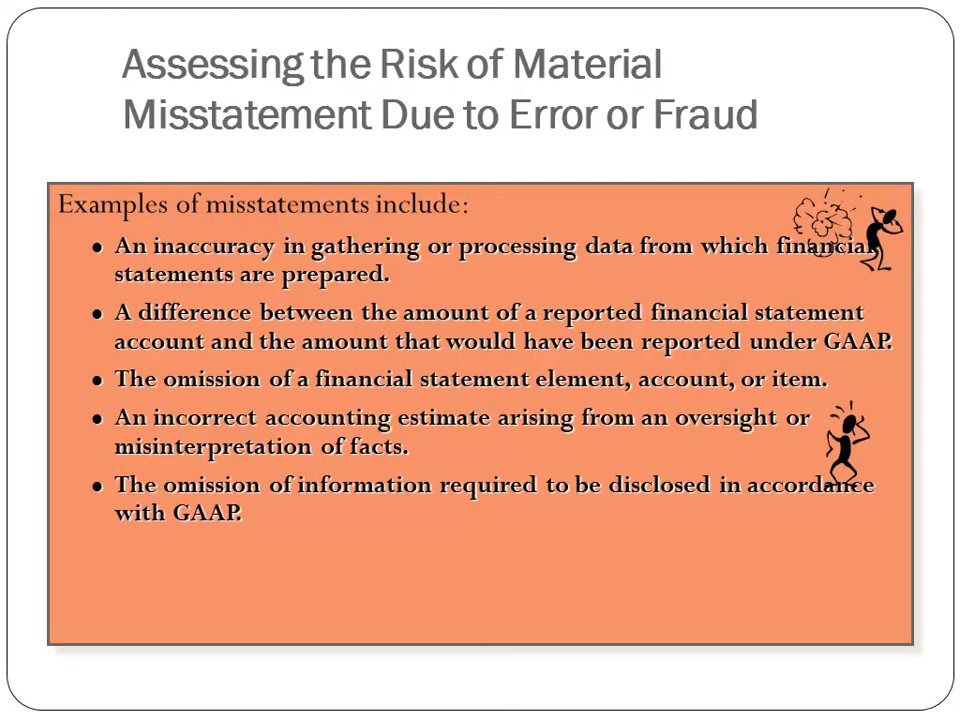 Assessing the Risk of Material
Misstatement Due to Error or Fraud
Examples of misstatements include:
• An inaccuracy in gathering or processing data from which financial
statements are prepared.
• A difference between the amount of a reported financial statement
account and the amount that would have been reported under GAAP.
• The omission of a financial statement element, account, or item.
• An incorrect accounting estimate arising from an oversight or
misinterpretation of facts.
• The omission of information required to be disclosed in accordance
with GAAP.